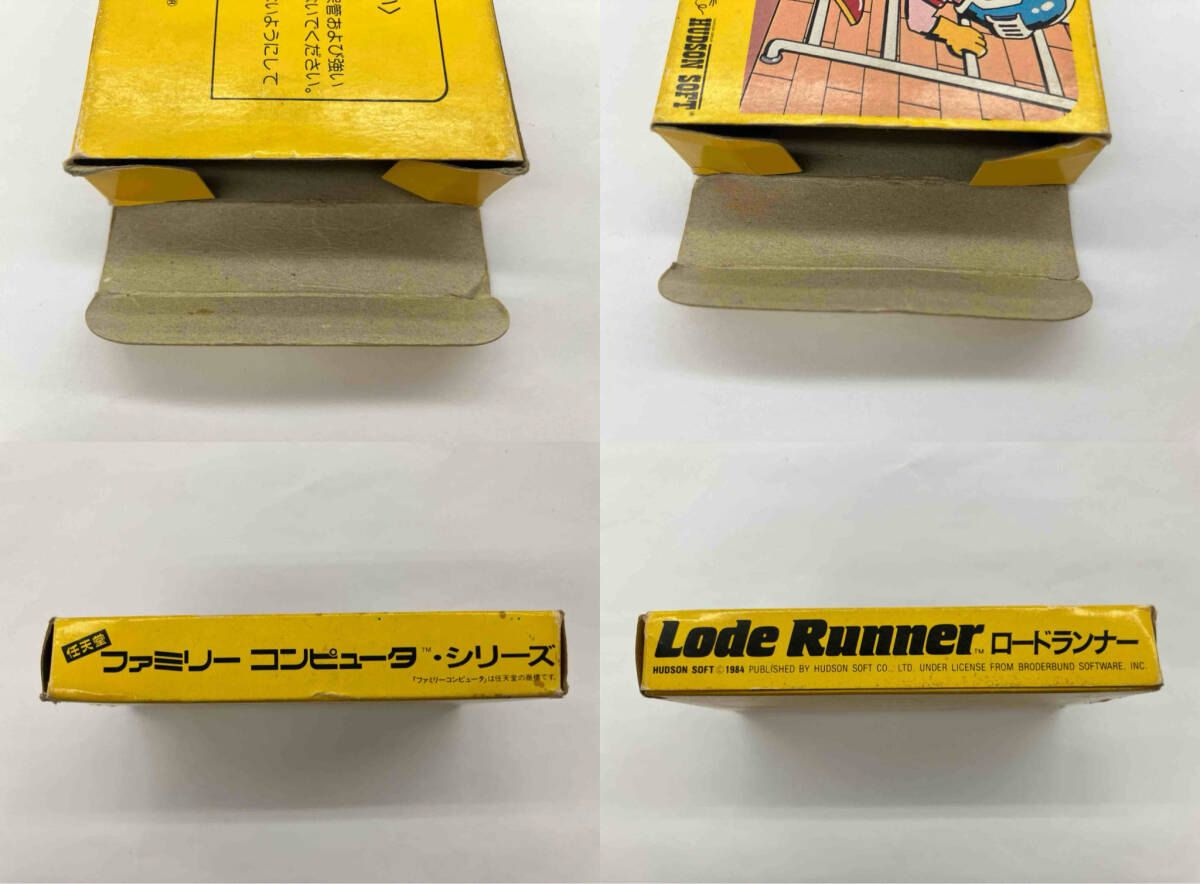 ®
い〉
管および強い
いてください。
いようにして
HUDSON SOFT®
任天堂
ファミリー コンピュータ™・シリーズ
「ファミリーコンピュータ」は任天堂の商標です。
Lode Runner™ ロードランナー
HUDSON SOFT © 1984 PUBLISHED BY HUDSON SOFT CO., LTD. UNDER LICENSE FROM BRODERBUND SOFTWARE, INC.